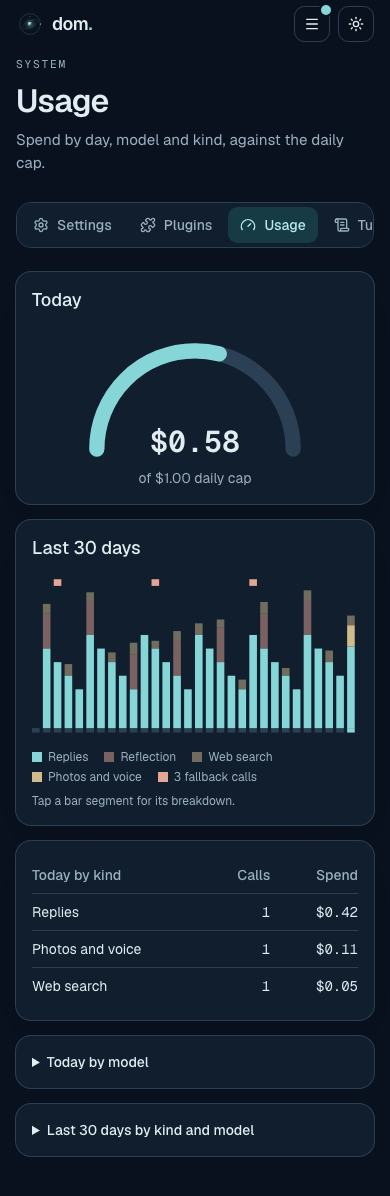 dom.
SYSTEM
Usage
Spend by day, model and kind, against the daily
cap.
Settings Plugins Usage Tu
Today
$0.58
of $1.00 daily cap
Last 30 days
Replies Reflection Web search
Photos and voice 3 fallback calls
Tap a bar segment for its breakdown.
Today by kind Calls Spend
Replies 1 $0.42
Photos and voice 1 $0.11
Web search 1 $0.05
Today by model
Last 30 days by kind and model